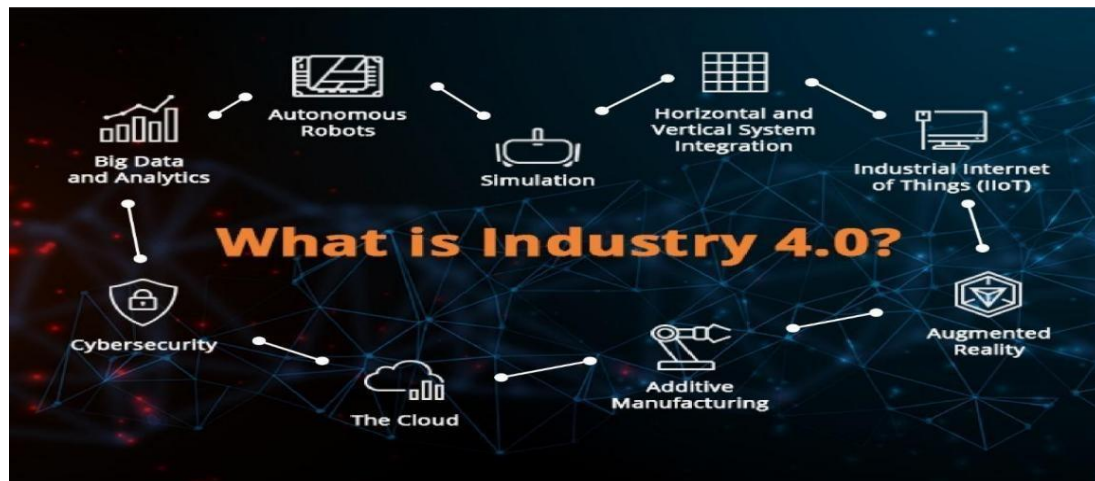 Autonomous
Robots
Horizontal and
Vertical System
Integration
Big Data
and Analytics
Simulation
Industrial Internet
of Things (IIoT)
What is Industry 4.0?
Cybersecurity
Augmented
Reality
The Cloud
Additive
Manufacturing